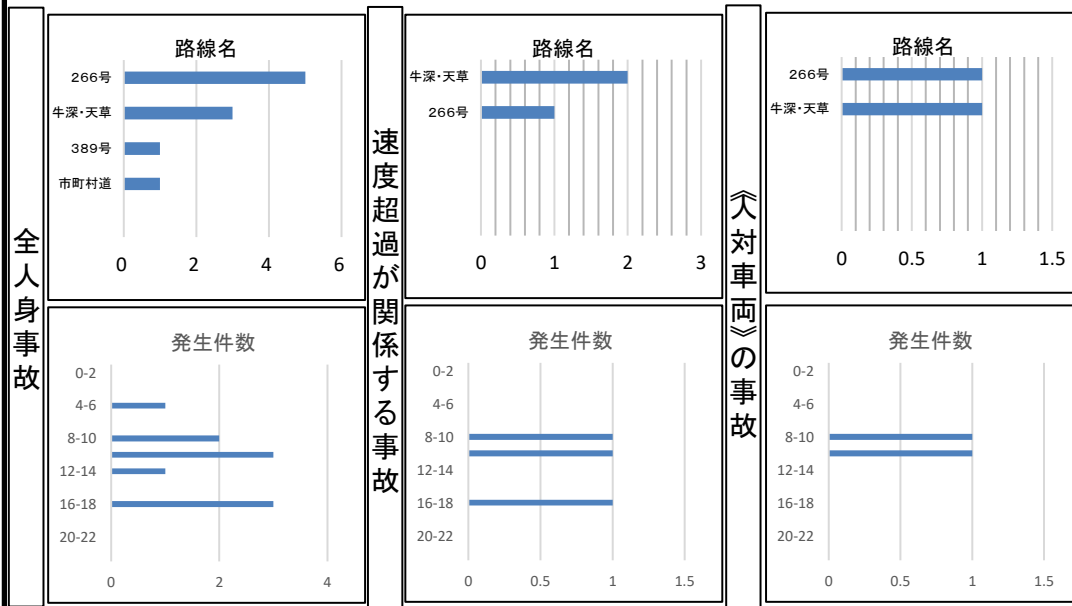 全人身事故
路線名
266号
牛深・天草
389号
市町村道
0 2 4 6
発生件数
0-2
4-6
8-10
12-14
16-18
20-22
0 2 4
速度超過が関係する事故
路線名
牛深・天草
266号
0 1 2 3
発生件数
0-2
4-6
8-10
12-14
16-18
20-22
0 0.5 1 1.5
《人対車両》の事故
路線名
266号
牛深・天草
0 0.5 1 1.5
発生件数
0-2
4-6
8-10
12-14
16-18
20-22
0 0.5 1 1.5